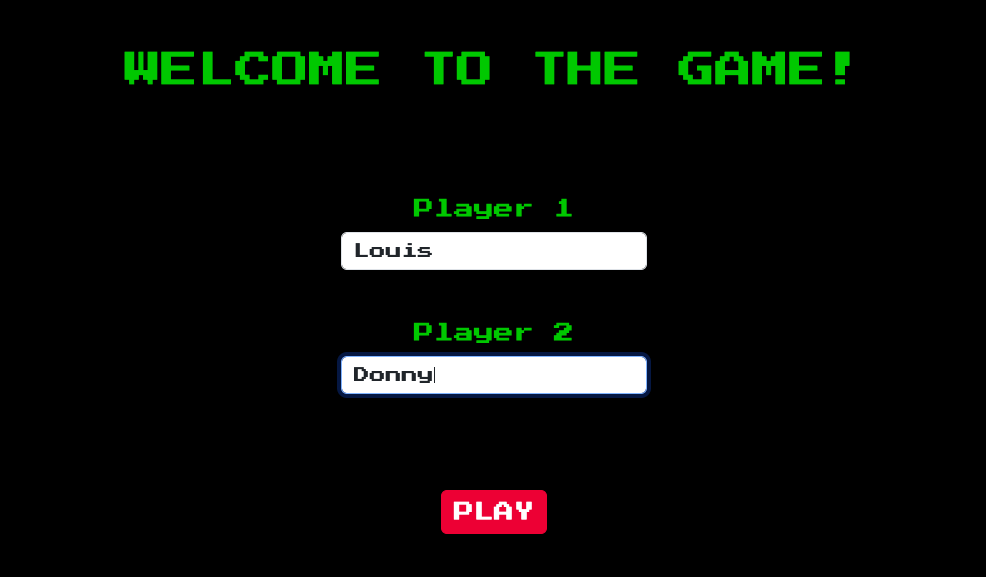 WELCOME TO THE GAME!
Player 1
Louis
Player 2
Donny
PLAY